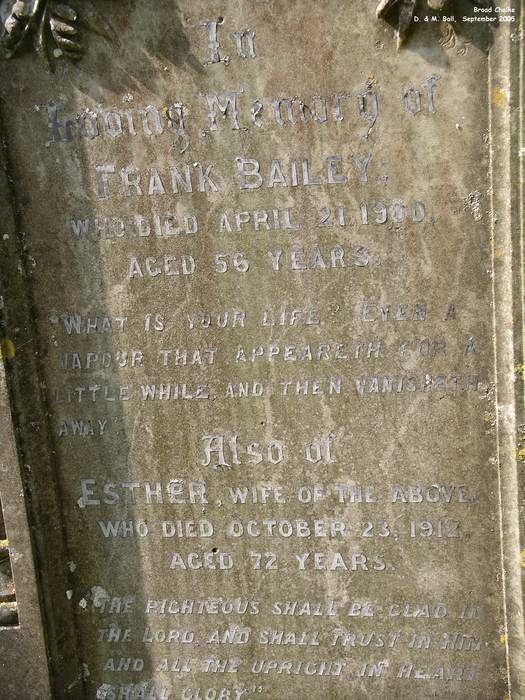 Broad Chalke
D. & M. Ball, September 2005
In
Loving Memory of
FRANK BAILEY,
WHO DIED APRIL 21, 1900,
AGED 56 YEARS.
"WHAT IS YOUR LIFE? EVEN A
VAPOUR THAT APPEARETH FOR A
LITTLE WHILE, AND THEN VANISHETH
AWAY"
Also of
ESTHER, WIFE OF THE ABOVE,
WHO DIED OCTOBER 23, 1912,
AGED 72 YEARS.
"THE RIGHTEOUS SHALL BE GLAD IN
THE LORD, AND SHALL TRUST IN HIM
AND ALL THE UPRIGHT IN HEART
SHALL GLORY"